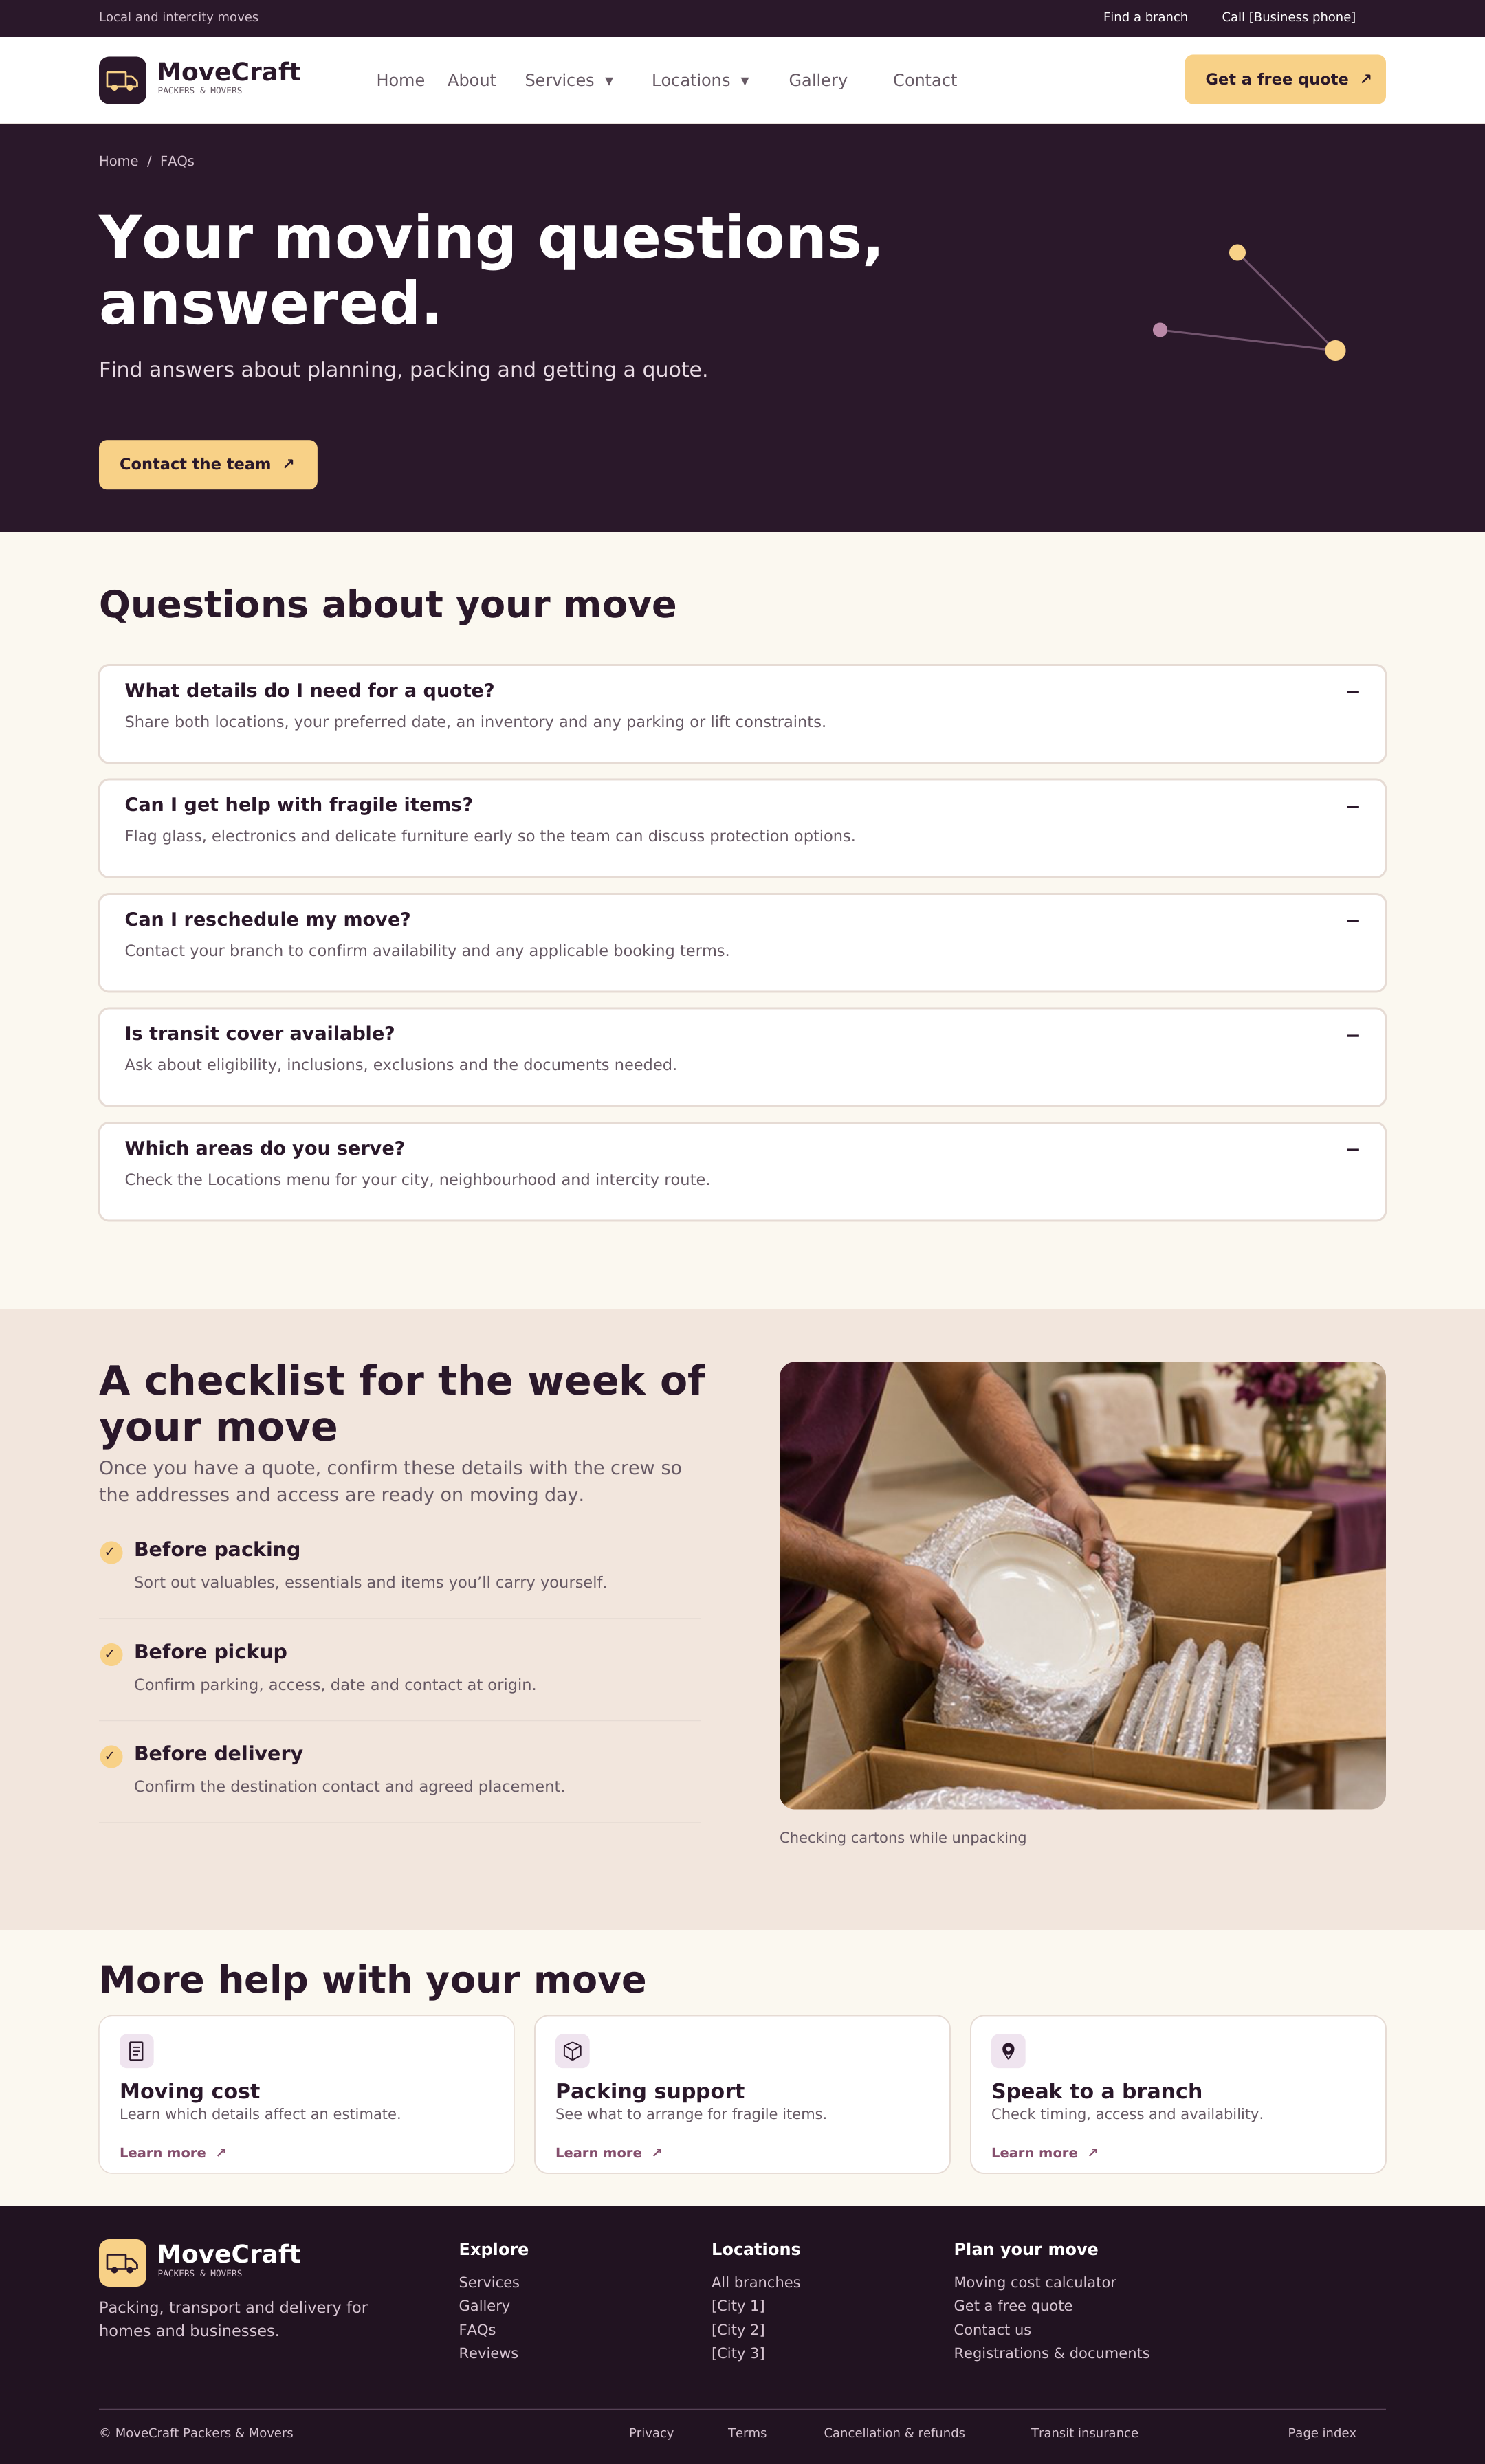 Local and intercity moves
Find a branch
Call [Business phone]
MoveCraft
PACKERS & MOVERS
Home
About
Services ▾
Locations ▾
Gallery
Contact
Get a free quote ↗
Home / FAQs
Your moving questions,
answered.
Find answers about planning, packing and getting a quote.
Contact the team ↗
Questions about your move
What details do I need for a quote?
Share both locations, your preferred date, an inventory and any parking or lift constraints.
Can I get help with fragile items?
Flag glass, electronics and delicate furniture early so the team can discuss protection options.
Can I reschedule my move?
Contact your branch to confirm availability and any applicable booking terms.
Is transit cover available?
Ask about eligibility, inclusions, exclusions and the documents needed.
Which areas do you serve?
Check the Locations menu for your city, neighbourhood and intercity route.
A checklist for the week of
your move
Once you have a quote, confirm these details with the crew so
the addresses and access are ready on moving day.
✓ Before packing
Sort out valuables, essentials and items you’ll carry yourself.
✓ Before pickup
Confirm parking, access, date and contact at origin.
✓ Before delivery
Confirm the destination contact and agreed placement.
Checking cartons while unpacking
More help with your move
Moving cost
Learn which details affect an estimate.
Learn more ↗
Packing support
See what to arrange for fragile items.
Learn more ↗
Speak to a branch
Check timing, access and availability.
Learn more ↗
MoveCraft
PACKERS & MOVERS
Packing, transport and delivery for
homes and businesses.
Explore
Services
Gallery
FAQs
Reviews
Locations
All branches
[City 1]
[City 2]
[City 3]
Plan your move
Moving cost calculator
Get a free quote
Contact us
Registrations & documents
© MoveCraft Packers & Movers
Privacy
Terms
Cancellation & refunds
Transit insurance
Page index